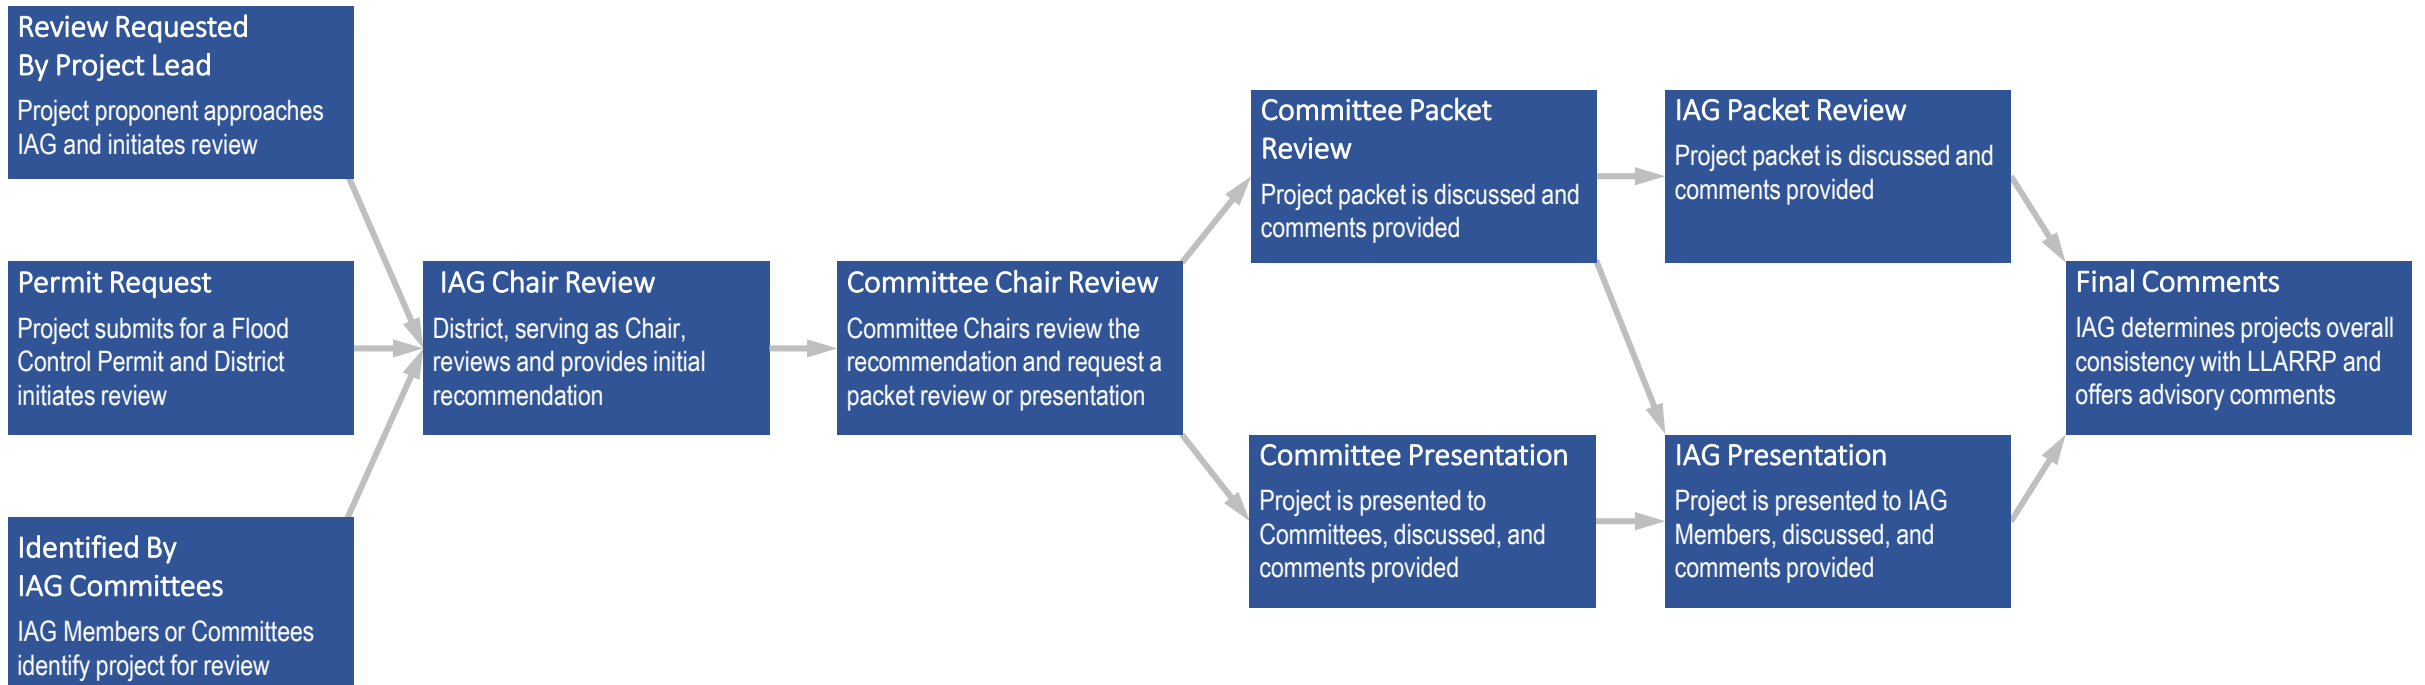 Review Requested
By Project Lead
Project proponent approaches
IAG and initiates review
Permit Request
Project submits for a Flood
Control Permit and District
initiates review
Identified By
IAG Committees
IAG Members or Committees
identify project for review
IAG Chair Review
District, serving as Chair,
reviews and provides initial
recommendation
Committee Chair Review
Committee Chairs review the
recommendation and request a
packet review or presentation
Committee Packet
Review
Project packet is discussed and
comments provided
Committee Presentation
Project is presented to
Committees, discussed, and
comments provided
IAG Packet Review
Project packet is discussed and
comments provided
IAG Presentation
Project is presented to IAG
Members, discussed, and
comments provided
Final Comments
IAG determines projects overall
consistency with LLARRP and
offers advisory comments